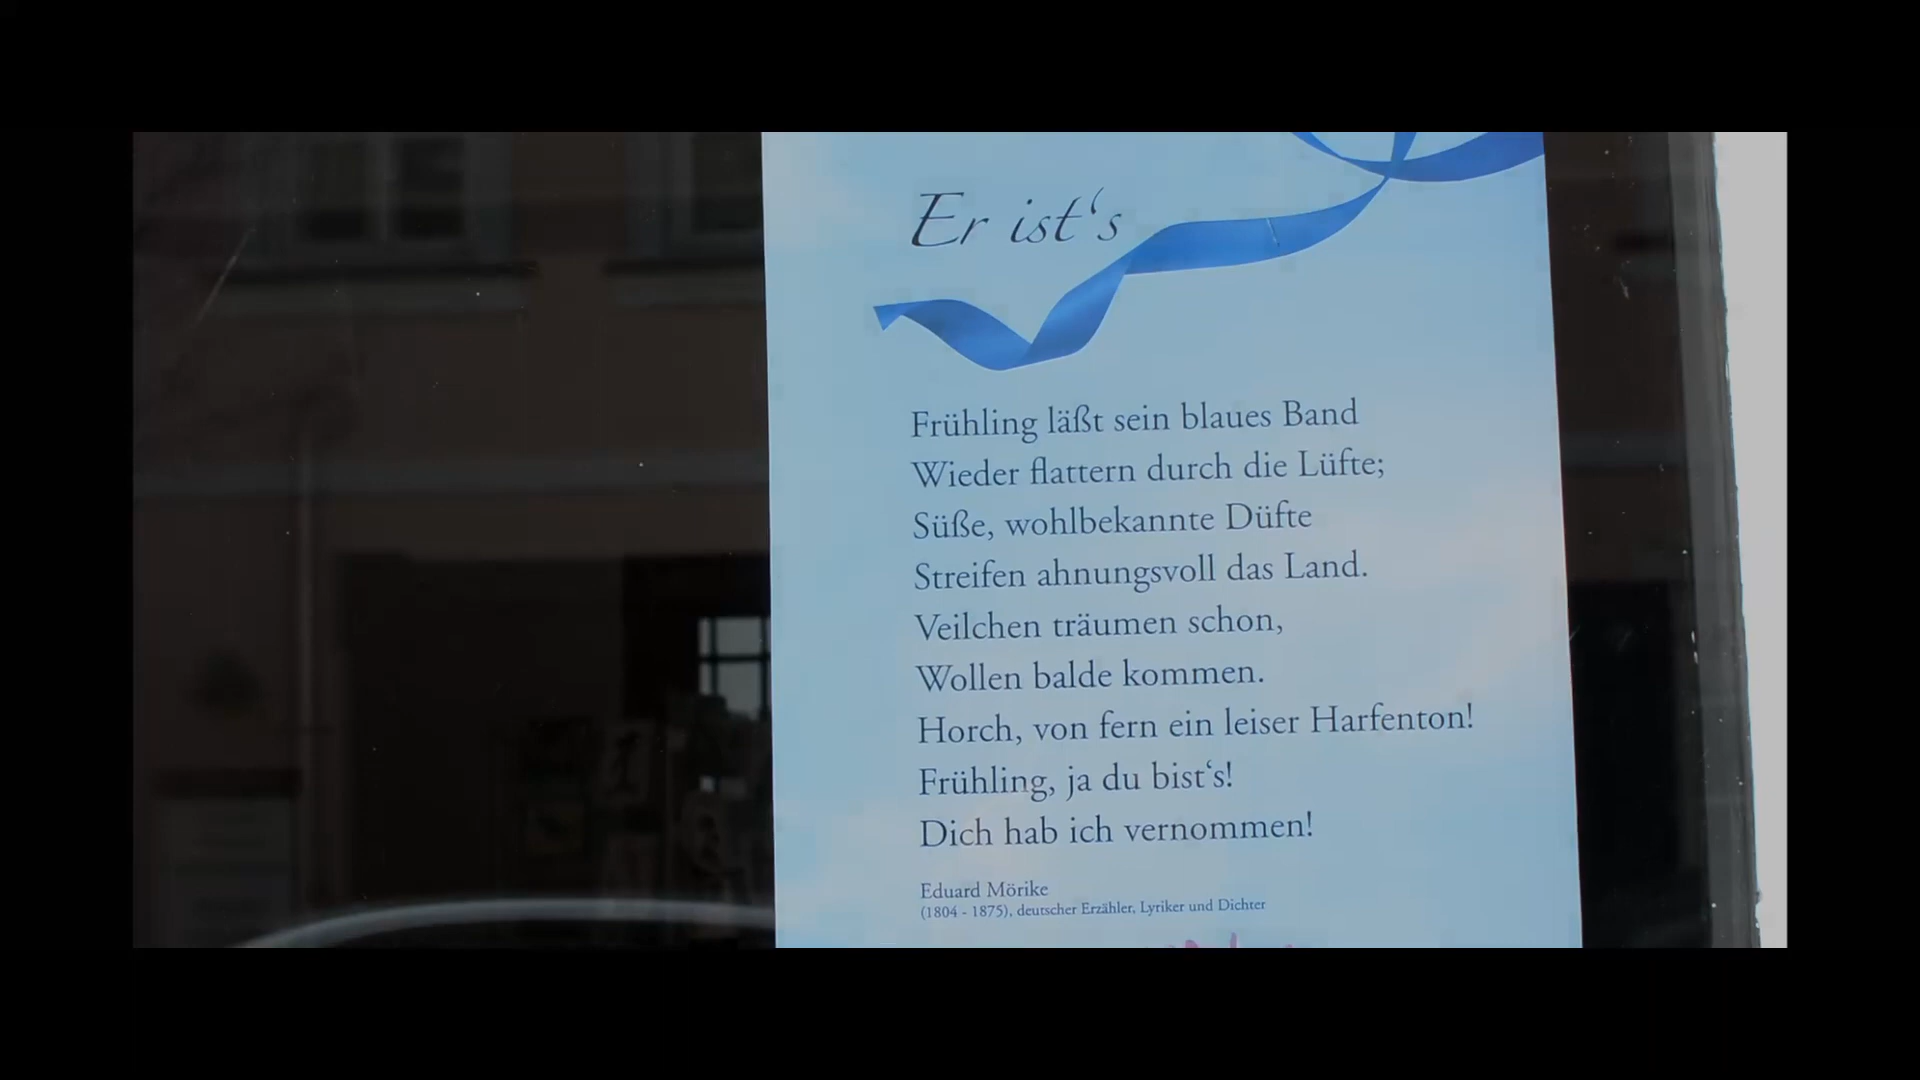 Er ist‘s
Frühling läßt sein blaues Band
Wieder flattern durch die Lüfte;
Süße, wohlbekannte Düfte
Streifen ahnungsvoll das Land.
Veilchen träumen schon,
Wollen balde kommen.
Horch, von fern ein leiser Harfenton!
Frühling, ja du bist‘s!
Dich hab ich vernommen!
Eduard Mörike
(1804 - 1875), deutscher Erzähler, Lyriker und Dichter